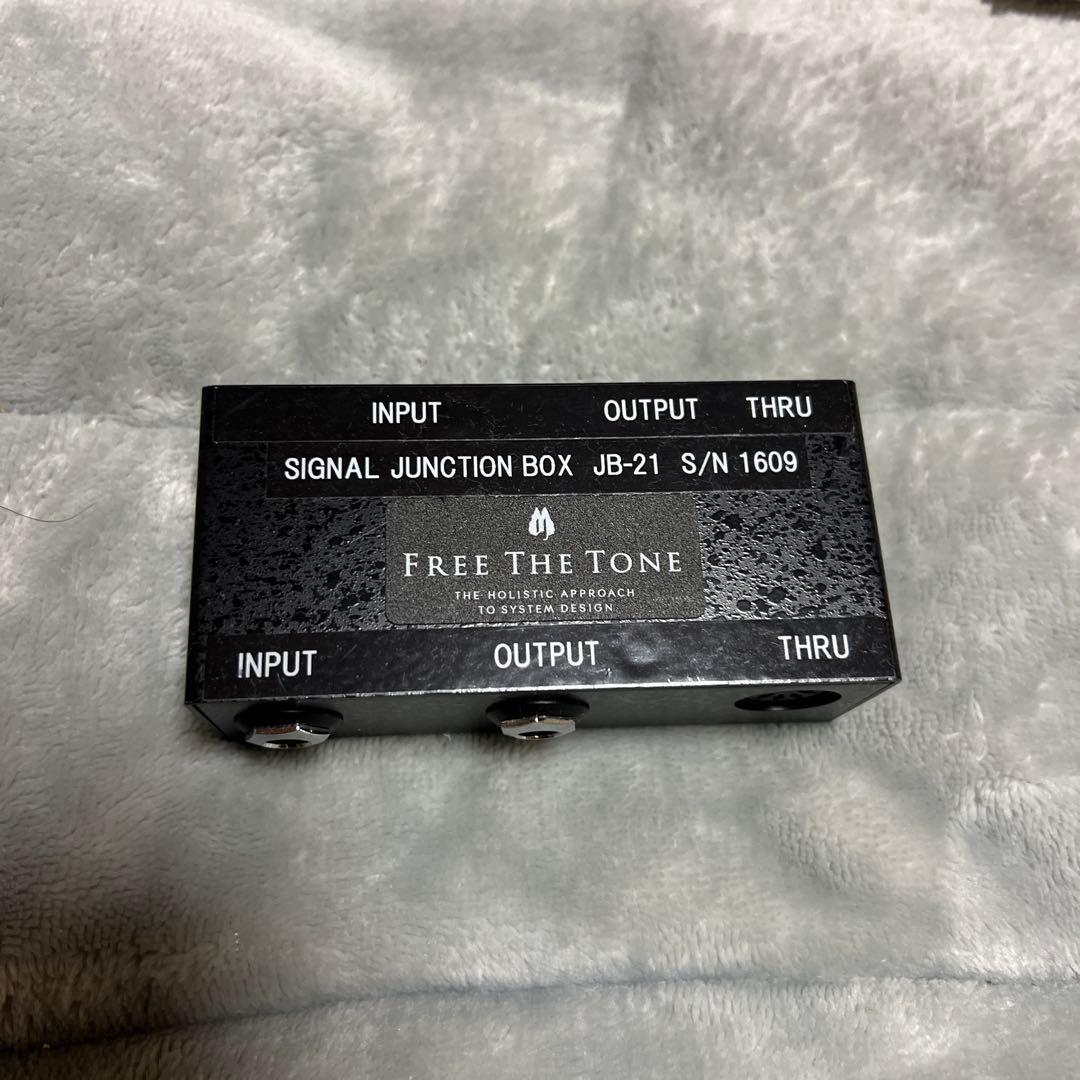 INPUT OUTPUT THRU
SIGNAL JUNCTION BOX JB-21 S/N 1609
FREE THE TONE
THE HOLISTIC APPROACH
TO SYSTEM DESIGN
INPUT OUTPUT THRU